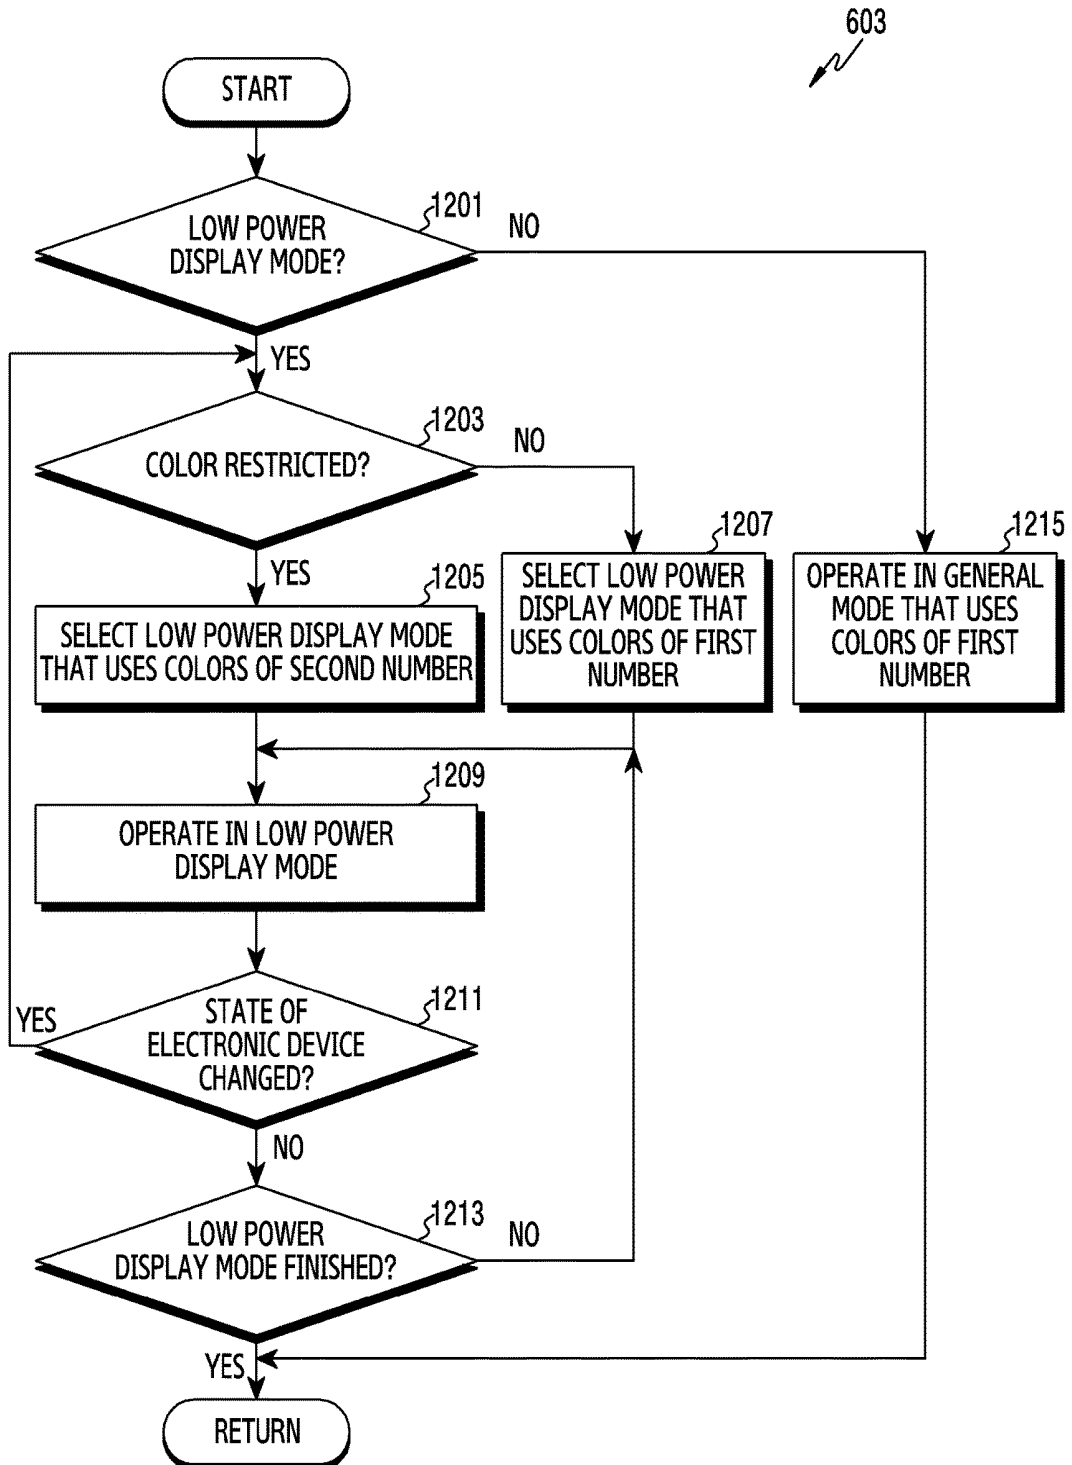 603
START
1201
LOW POWER
DISPLAY MODE?
NO
YES
1203
COLOR RESTRICTED?
NO
YES
1205
SELECT LOW POWER DISPLAY MODE
THAT USES COLORS OF SECOND NUMBER
1207
SELECT LOW POWER
DISPLAY MODE THAT
USES COLORS OF FIRST
NUMBER
1215
OPERATE IN GENERAL
MODE THAT USES
COLORS OF FIRST
NUMBER
1209
OPERATE IN LOW POWER
DISPLAY MODE
1211
STATE OF
ELECTRONIC DEVICE
CHANGED?
YES
NO
1213
LOW POWER
DISPLAY MODE FINISHED?
NO
YES
RETURN